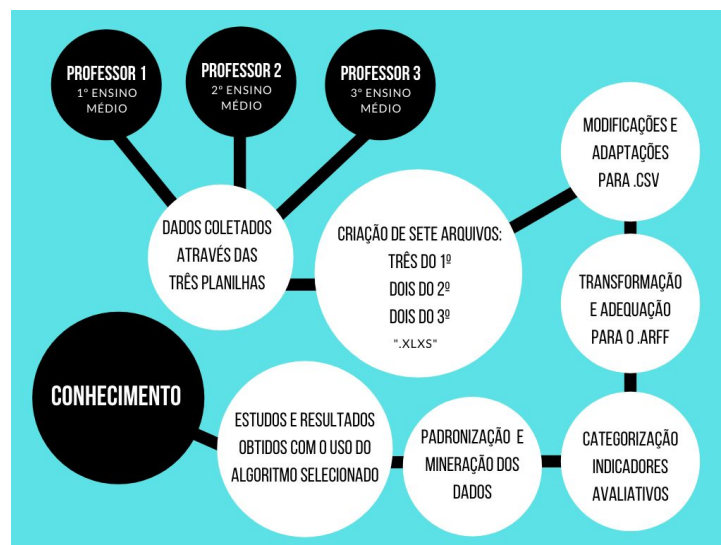 PROFESSOR 1
1º ENSINO
MÉDIO
PROFESSOR 2
2º ENSINO
MÉDIO
PROFESSOR 3
3º ENSINO
MÉDIO
DADOS COLETADOS
ATRAVÉS DAS
TRÊS PLANILHAS
CRIAÇÃO DE SETE ARQUIVOS:
TRÊS DO 1º
DOIS DO 2º
DOIS DO 3º
".XLXS"
MODIFICAÇÕES E
ADAPTAÇÕES
PARA .CSV
TRANSFORMAÇÃO
E ADEQUAÇÃO
PARA O .ARFF
CATEGORIZAÇÃO
INDICADORES
AVALIATIVOS
PADRONIZAÇÃO E
MINERAÇÃO DOS
DADOS
ESTUDOS E RESULTADOS
OBTIDOS COM O USO DO
ALGORITMO SELECIONADO
CONHECIMENTO